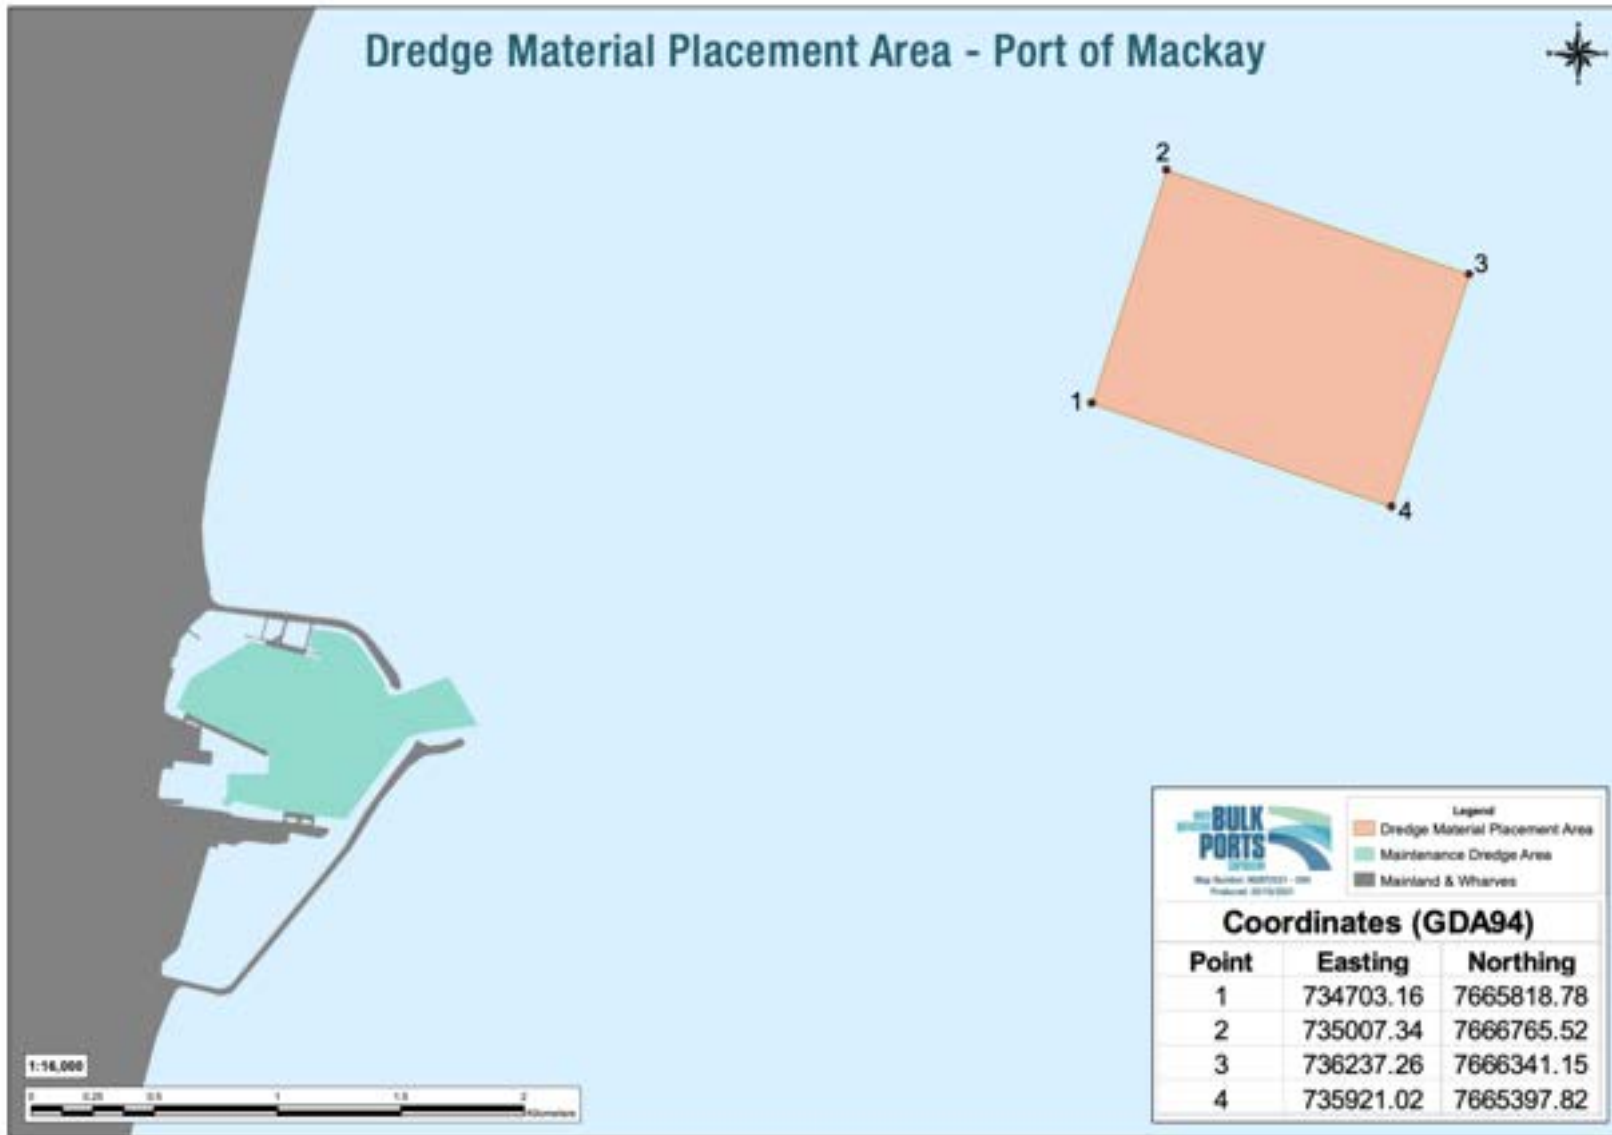 Dredge Material Placement Area - Port of Mackay
2
3
1
4
BULK
PORTS
Legend
Dredge Material Placement Area
Maintenance Dredge Area
Mainland & Wharves
Coordinates (GDA94)
Point Easting Northing
1 734703.16 7665818.78
2 735007.34 7666765.52
3 736237.26 7666341.15
4 735921.02 7665397.82
1:16,000
0 0.25 0.5 1 1.5 2
Kilometers